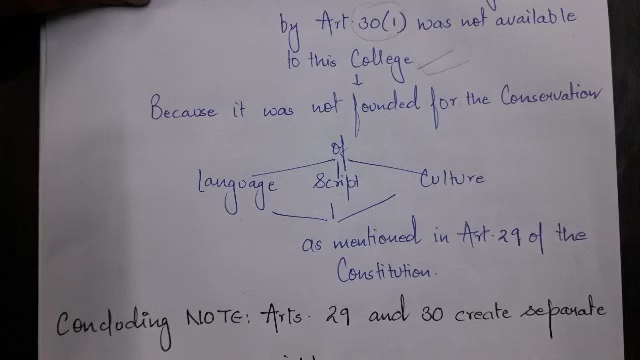 by Art. 30(1) was not available
to this College
Because it was not founded for the Conservation
of
Language Script Culture
as mentioned in Art. 29 of the
Constitution.
Concloding NOTE: Arts. 29 and 30 create separate